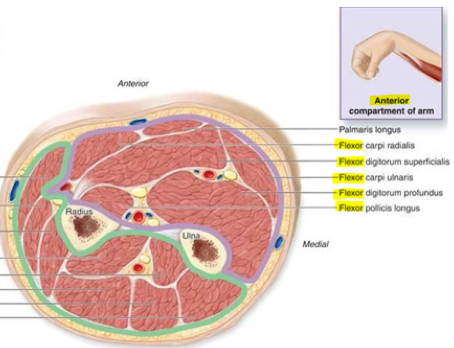 Anterior
Anterior
compartment of arm
Palmaris longus
Flexor carpi radialis
Flexor digitorum superficialis
Flexor carpi ulnaris
Flexor digitorum profundus
Flexor pollicis longus
Radius
Ulna
Medial